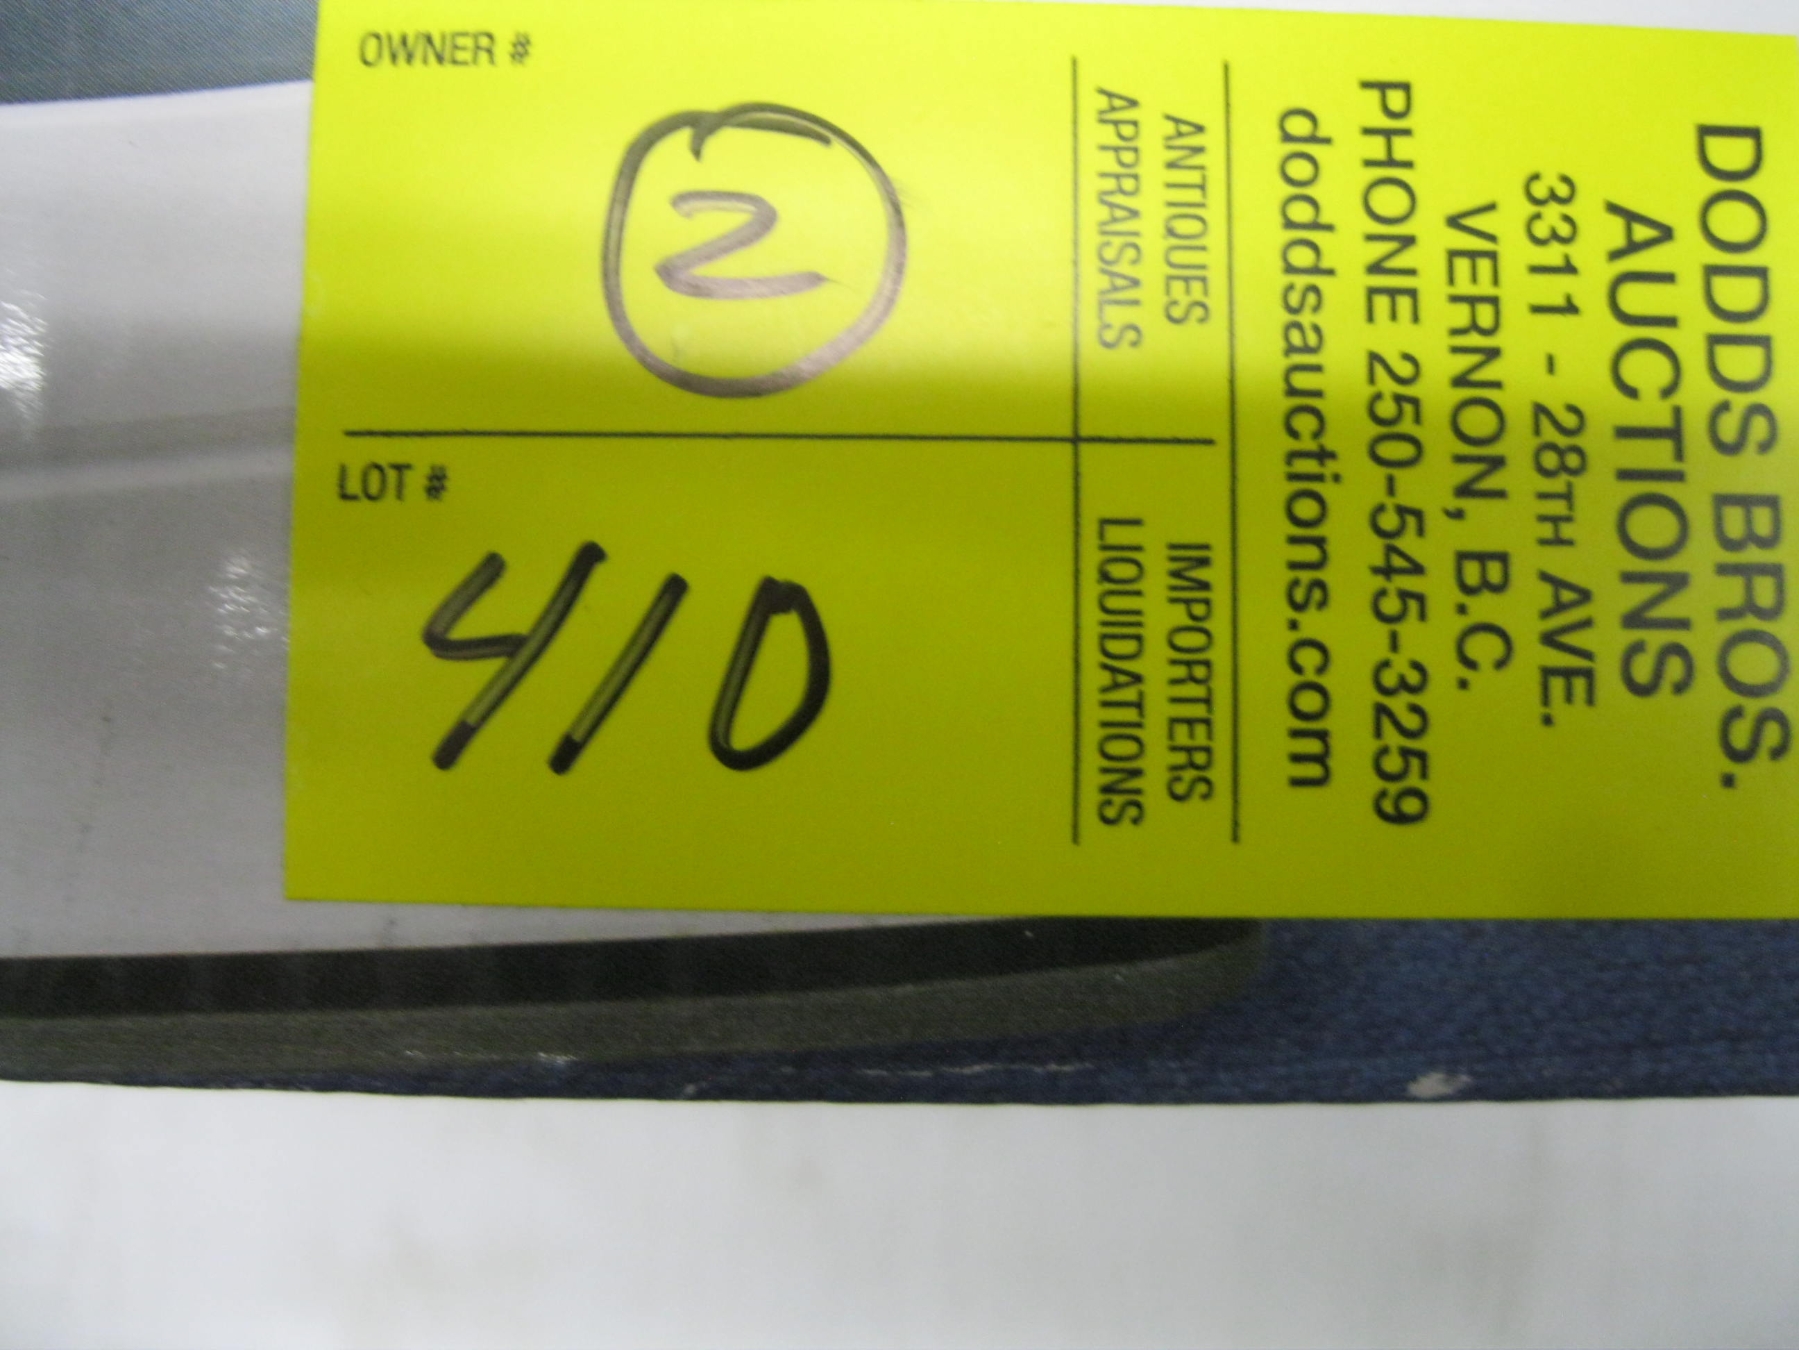 DODDS BROS.
AUCTIONS
3311 - 28TH AVE.
VERNON, B.C.
PHONE 250-545-3259
doddsauctions.com
ANTIQUES IMPORTERS
APPRAISALS LIQUIDATIONS
OWNER #
2
LOT #
410